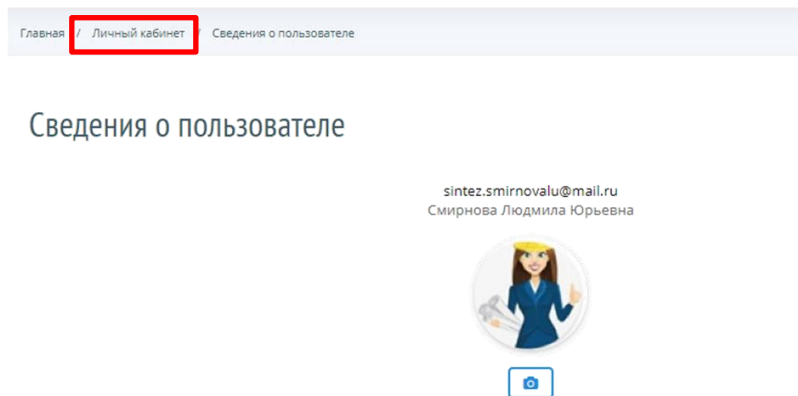 Главная / Личный кабинет / Сведения о пользователе
Сведения о пользователе
sintez.smirnovalu@mail.ru
Смирнова Людмила Юрьевна